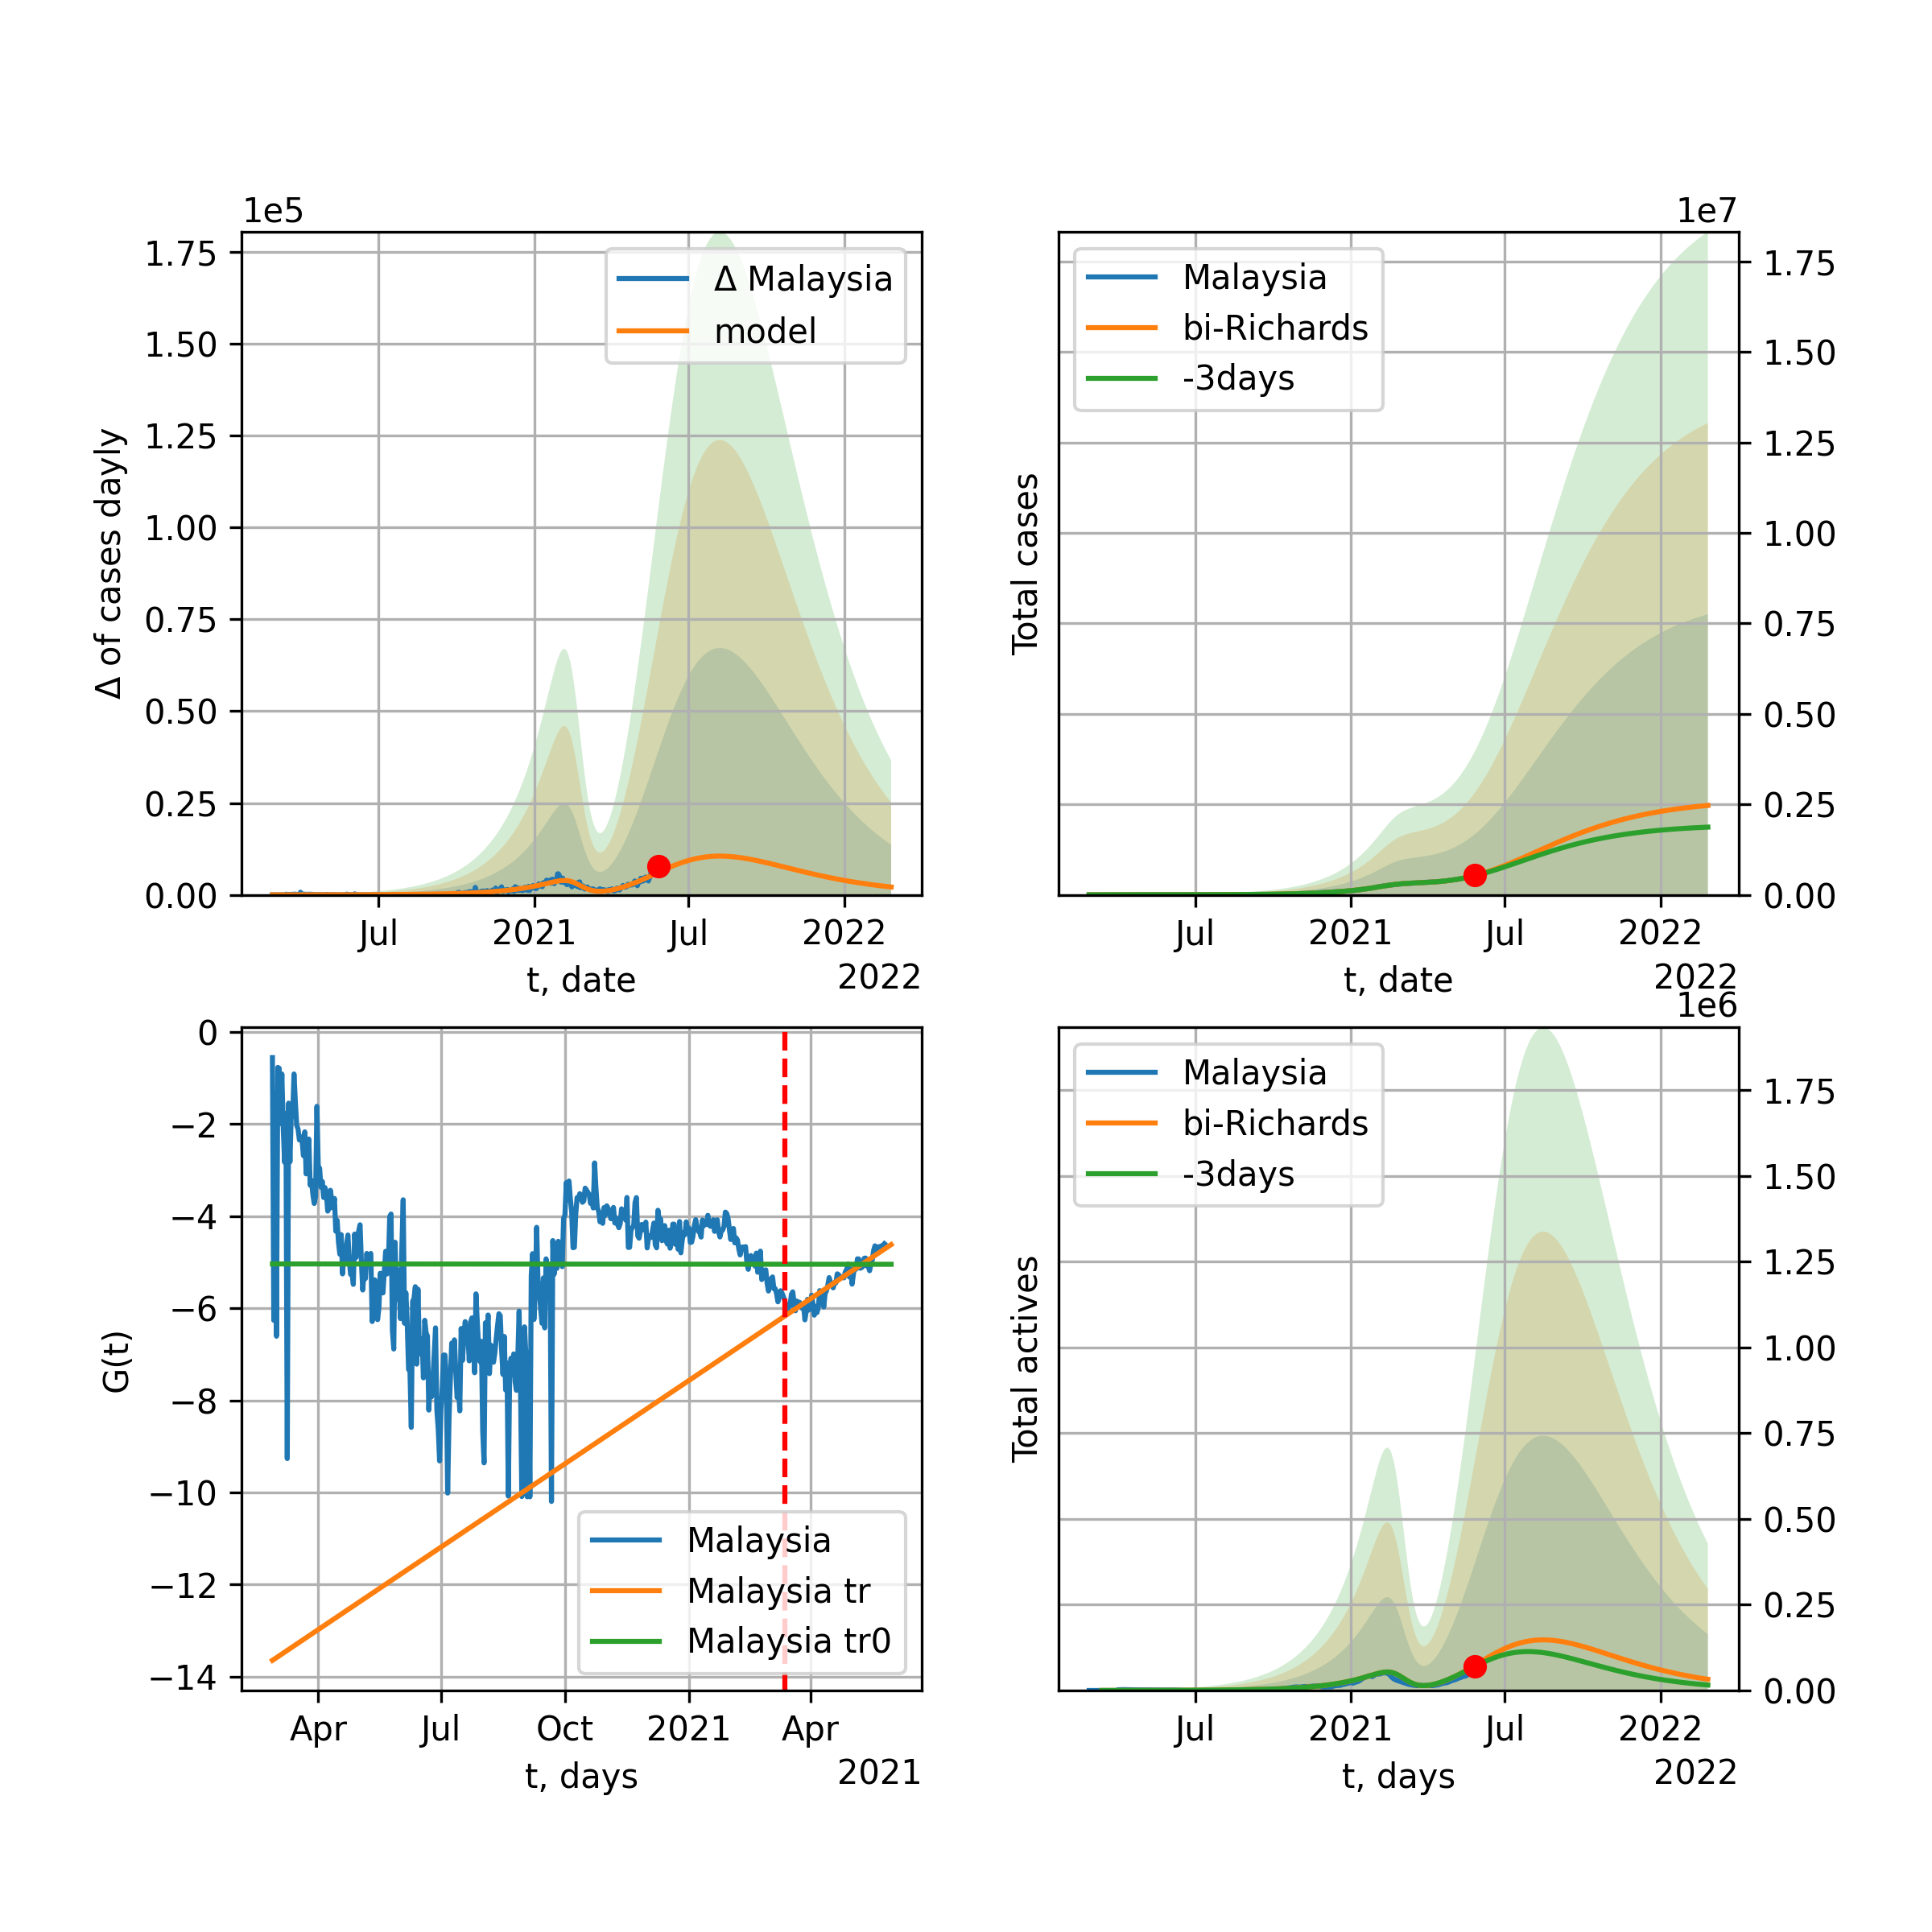 1e5
1.75
1.50
1.25
1.00
0.75
0.50
0.25
0.00
Δ of cases dayly
Δ Malaysia
model
Jul
2021
Jul
2022
t, date
2022
1e7
1.75
1.50
1.25
1.00
0.75
0.50
0.25
0.00
Total cases
Malaysia
bi-Richards
-3days
Jul
2021
Jul
2022
t, date
2022
0
−2
−4
−6
−8
−10
−12
−14
G(t)
Malaysia
Malaysia tr
Malaysia tr0
Apr
Jul
Oct
2021
Apr
t, days
2021
1e6
1.75
1.50
1.25
1.00
0.75
0.50
0.25
0.00
Total actives
Malaysia
bi-Richards
-3days
Jul
2021
Jul
2022
t, days
2022